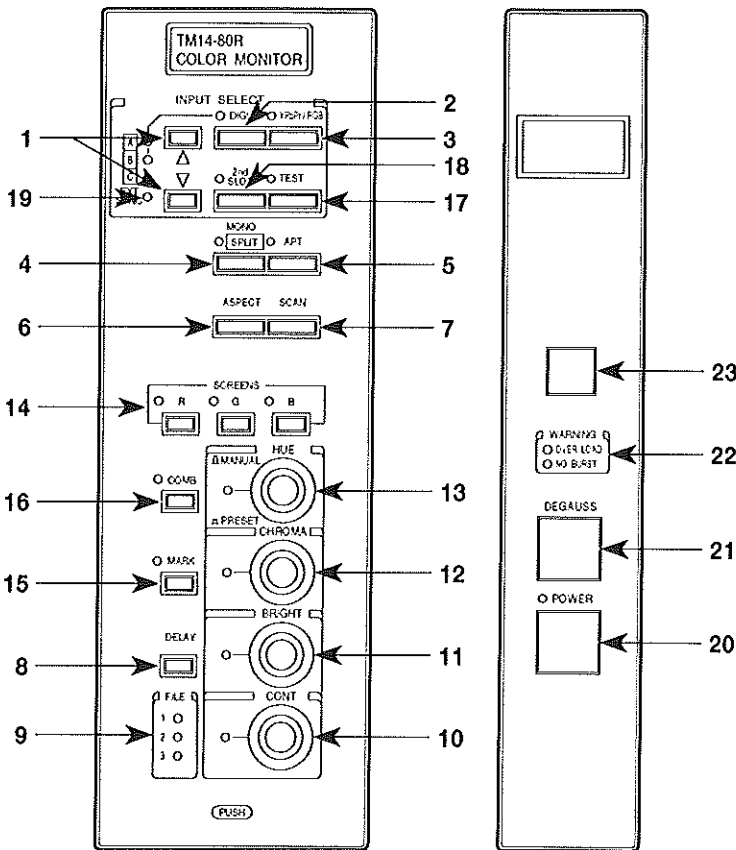 TM14-80R
COLOR MONITOR
INPUT SELECT
2
YPbPr/RGB
1
3
A
B
C
18
2nd
SLOT
TEST
19
17
MONO
SPLIT
APT
4
5
ASPECT
SCAN
6
7
23
SCREENS
14
R
G
B
WARNING
OVER LOAD
NO BURST
22
MANUAL
HUE
COMB
13
16
PRESET
DEGAUSS
CHROMA
21
MARK
12
15
POWER
BRIGHT
DELAY
11
20
8
FILE
CONT
1
2
3
9
10
PUSH